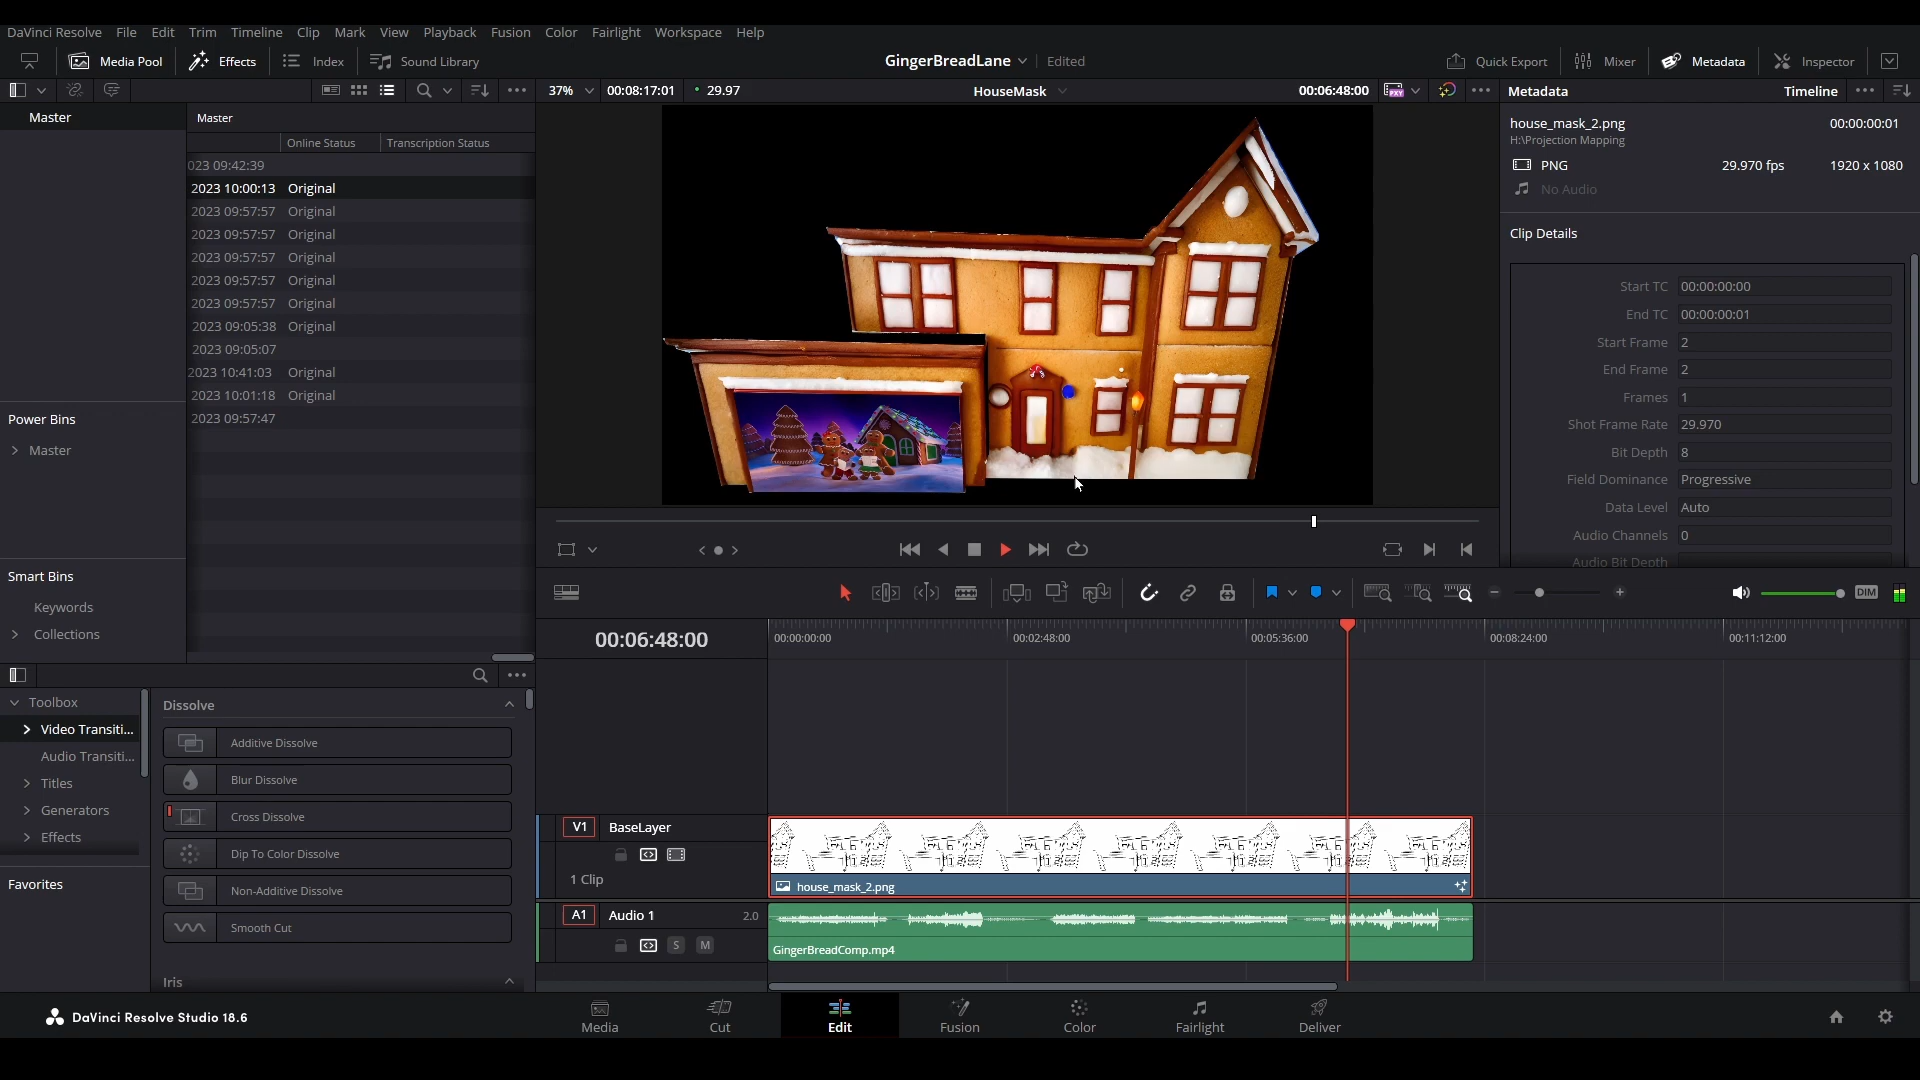 DaVinci Resolve File Edit Trim Timeline Clip Mark View Playback Fusion Color Fairlight Workspace Help
Media Pool Effects Index Sound Library GingerBreadLane Edited Quick Export Mixer Metadata Inspector
37% 00:08:17:01 29.97 HouseMask 00:06:48:00 PXY Metadata Timeline
Master
Master
Online Status Transcription Status
023 09:42:39
2023 10:00:13 Original
2023 09:57:57 Original
2023 09:57:57 Original
2023 09:57:57 Original
2023 09:57:57 Original
2023 09:57:57 Original
2023 09:05:38 Original
2023 09:05:07
2023 10:41:03 Original
2023 10:01:18 Original
2023 09:57:47
Power Bins
Master
Smart Bins
Keywords
Collections
house_mask_2.png 00:00:00:01
H:\Projection Mapping
PNG 29.970 fps 1920 x 1080
No Audio
Clip Details
Start TC 00:00:00:00
End TC 00:00:00:01
Start Frame 2
End Frame 2
Frames 1
Shot Frame Rate 29.970
Bit Depth 8
Field Dominance Progressive
Data Level Auto
Audio Channels 0
Audio Bit Depth
DIM
Toolbox
Video Transiti...
Audio Transiti...
Titles
Generators
Effects
Favorites
Dissolve
Additive Dissolve
Blur Dissolve
Cross Dissolve
Dip To Color Dissolve
Non-Additive Dissolve
Smooth Cut
Iris
00:06:48:00
00:00:00:00 00:02:48:00 00:05:36:00 00:08:24:00 00:11:12:00
V1 BaseLayer
1 Clip
house_mask_2.png
A1 Audio 1 2.0
S M
GingerBreadComp.mp4
DaVinci Resolve Studio 18.6
Media Cut Edit Fusion Color Fairlight Deliver